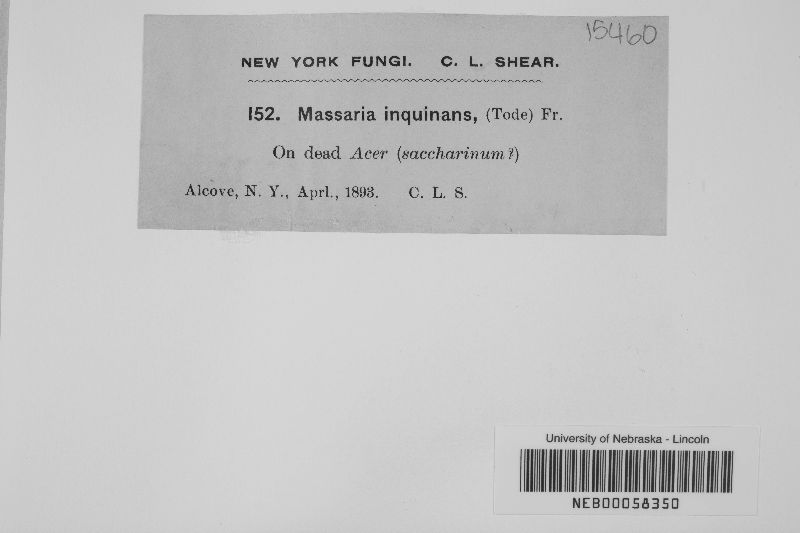 15460
NEW YORK FUNGI. C. L. SHEAR.
152. Massaria inquinans, (Tode) Fr.
On dead Acer (saccharinum?)
Alcove, N. Y., Aprl., 1893. C. L. S.
University of Nebraska - Lincoln
NEB00058350